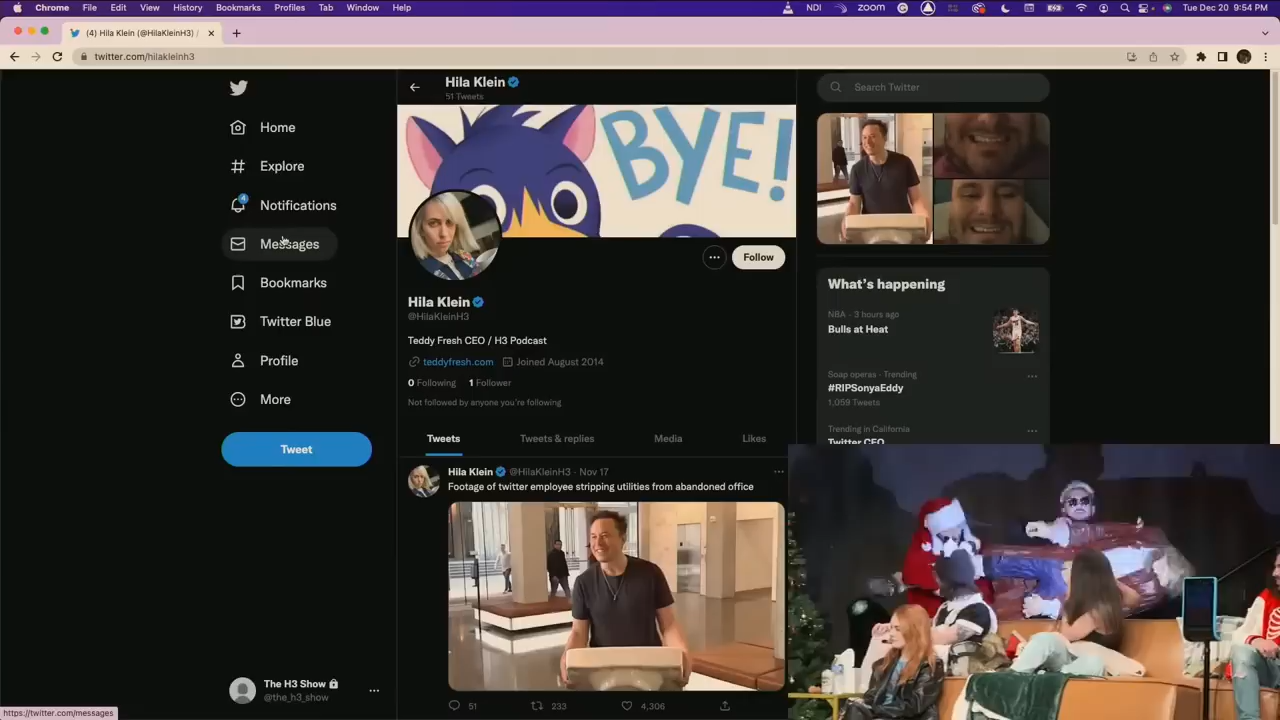 Chrome File Edit View History Bookmarks Profiles Tab Window Help NDI zoom Tue Dec 20 9:54 PM
(4) Hila Klein (@HilaKleinH3) /
twitter.com/hilakleinh3
Home
Explore
4
Notifications
Messages
Bookmarks
Twitter Blue
Profile
More
Tweet
The H3 Show
@the_h3_show
https://twitter.com/messages
Hila Klein
51 Tweets
BYE!
Follow
Hila Klein
@HilaKleinH3
Teddy Fresh CEO / H3 Podcast
teddyfresh.com Joined August 2014
0 Following 1 Follower
Not followed by anyone you're following
Tweets Tweets & replies Media Likes
Hila Klein @HilaKleinH3 · Nov 17
Footage of twitter employee stripping utilities from abandoned office
51 233 4,306
Search Twitter
What's happening
NBA · 3 hours ago
Bulls at Heat
Soap operas · Trending
#RIPSonyaEddy
1,059 Tweets
Trending in California
Twitter CEO